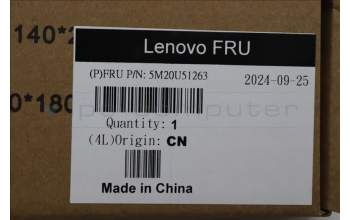 140*2
Lenovo FRU
(P)FRU P/N: 5M20U51263
2024-09-25
0*180
Quantity: 1
(4L)Origin: CN
Made in China